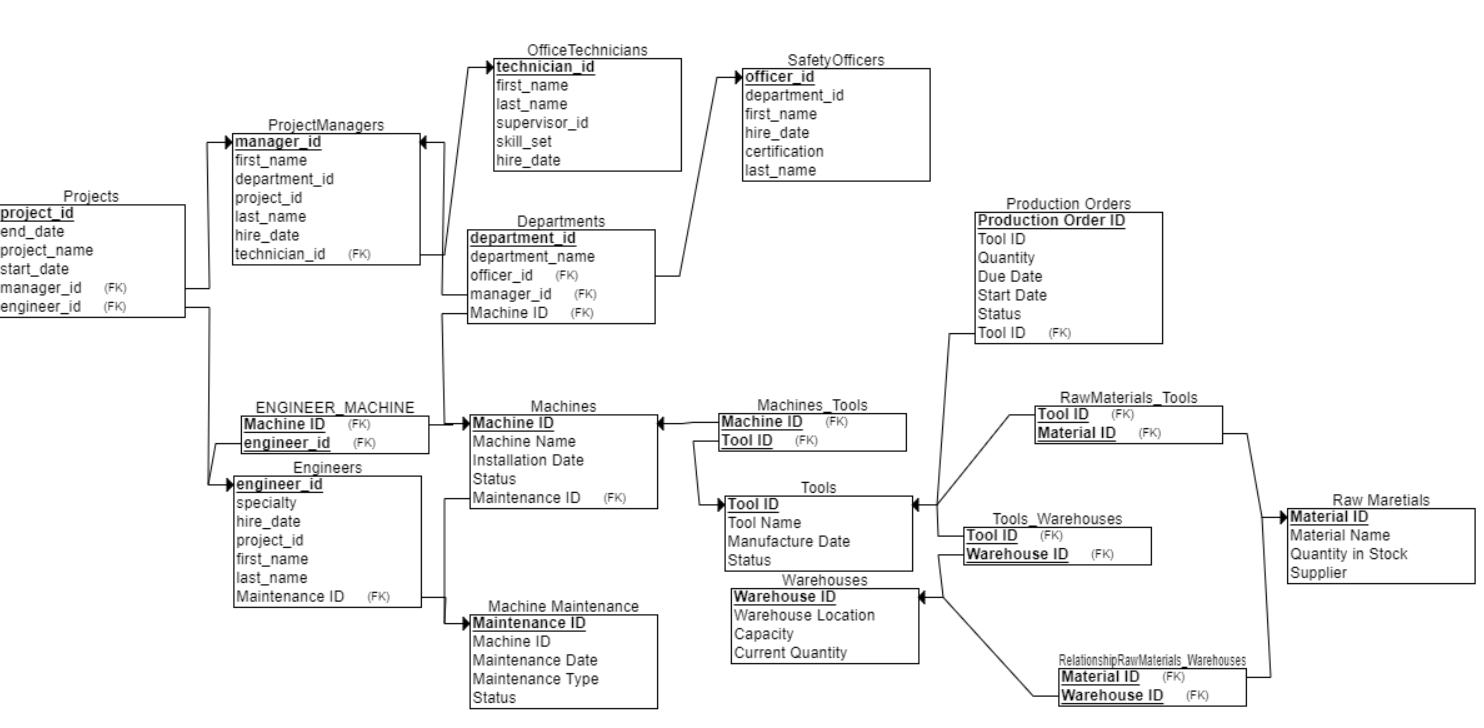 OfficeTechnicians
technician_id
first_name
last_name
supervisor_id
skill_set
hire_date
SafetyOfficers
officer_id
department_id
first_name
hire_date
certification
last_name
ProjectManagers
manager_id
first_name
department_id
project_id
last_name
hire_date
technician_id (FK)
Projects
project_id
end_date
project_name
start_date
manager_id (FK)
engineer_id (FK)
Departments
department_id
department_name
officer_id (FK)
manager_id (FK)
Machine ID (FK)
Production Orders
Production Order ID
Tool ID
Quantity
Due Date
Start Date
Status
Tool ID (FK)
ENGINEER_MACHINE
Machine ID (FK)
engineer_id (FK)
Machines
Machine ID
Machine Name
Installation Date
Status
Maintenance ID (FK)
Machines_Tools
Machine ID (FK)
Tool ID (FK)
RawMaterials_Tools
Tool ID (FK)
Material ID (FK)
Engineers
engineer_id
specialty
hire_date
project_id
first_name
last_name
Maintenance ID (FK)
Tools
Tool ID
Tool Name
Manufacture Date
Status
Tools_Warehouses
Tool ID (FK)
Warehouse ID (FK)
Raw Maretials
Material ID
Material Name
Quantity in Stock
Supplier
Warehouses
Warehouse ID
Warehouse Location
Capacity
Current Quantity
Machine Maintenance
Maintenance ID
Machine ID
Maintenance Date
Maintenance Type
Status
RelationshipRawMaterials_Warehouses
Material ID (FK)
Warehouse ID (FK)